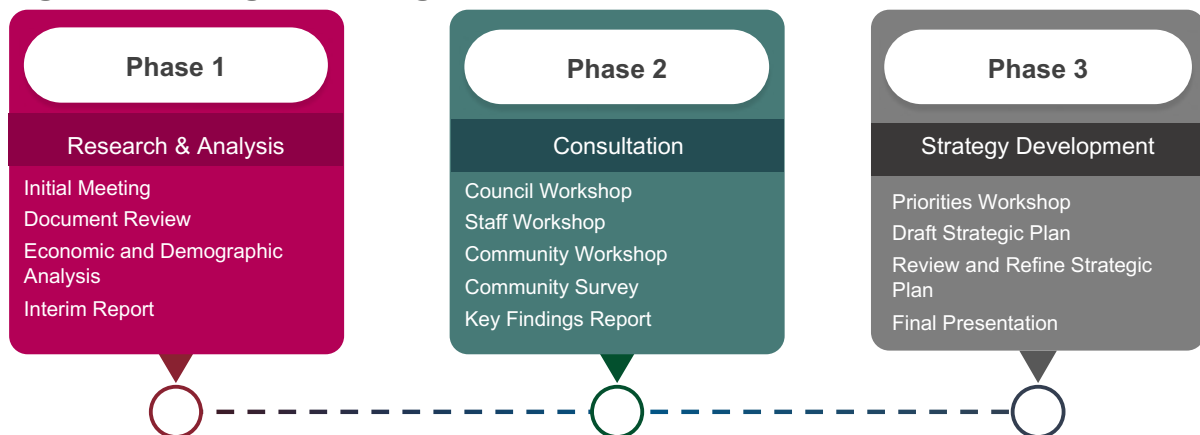 Phase 1
Research & Analysis
Initial Meeting
Document Review
Economic and Demographic
Analysis
Interim Report
Phase 2
Consultation
Council Workshop
Staff Workshop
Community Workshop
Community Survey
Key Findings Report
Phase 3
Strategy Development
Priorities Workshop
Draft Strategic Plan
Review and Refine Strategic
Plan
Final Presentation